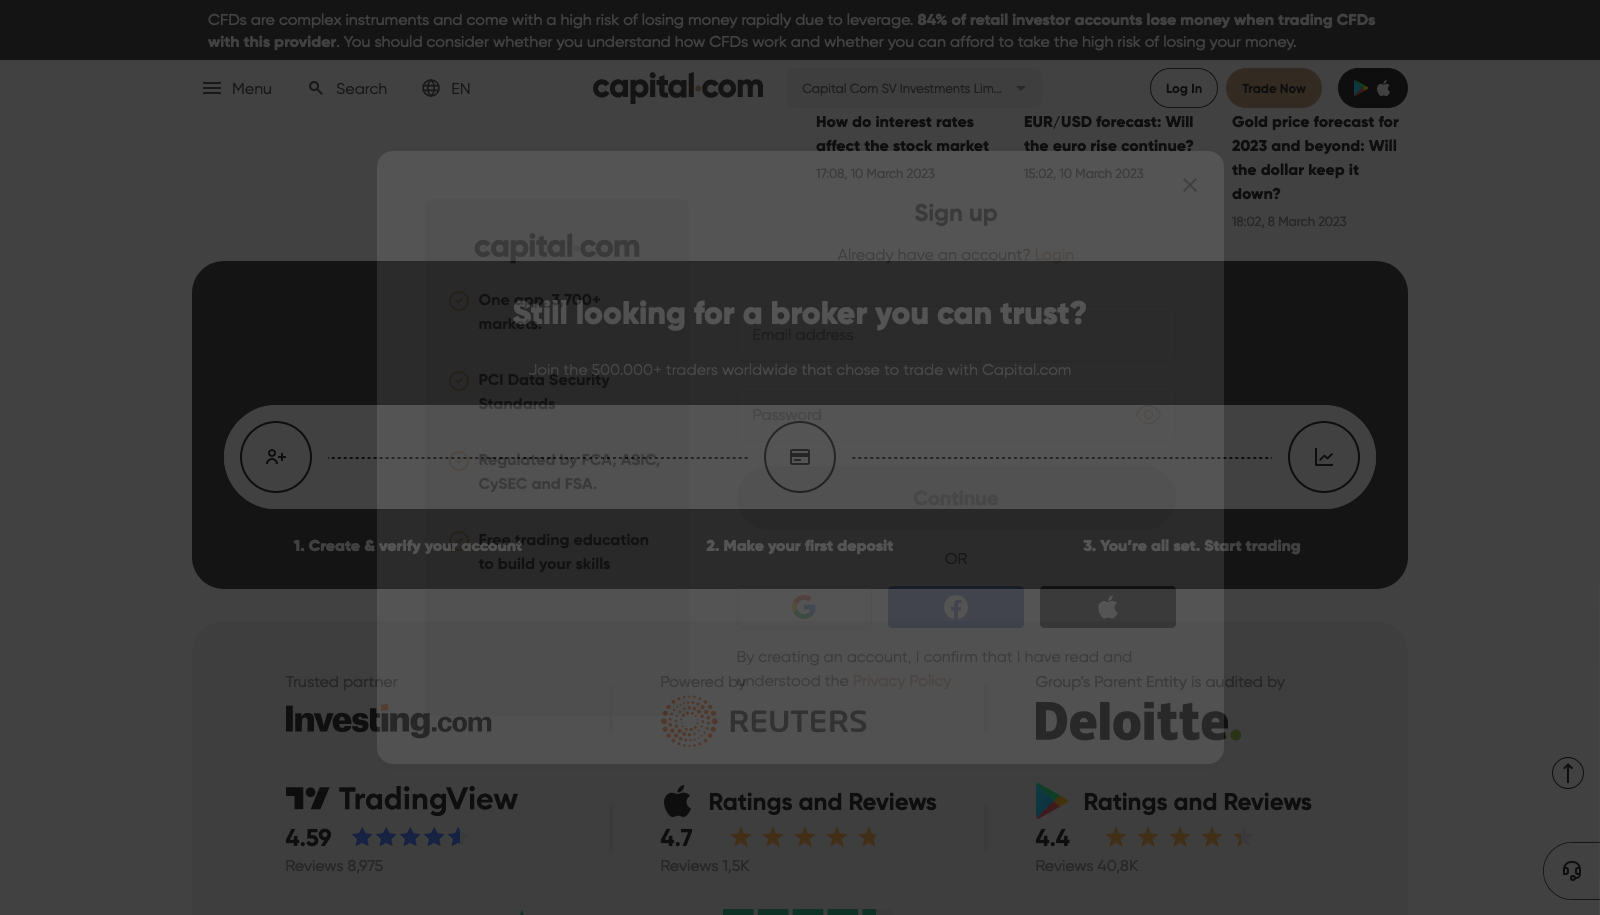 CFDs are complex instruments and come with a high risk of losing money rapidly due to leverage. 84% of retail investor accounts lose money when trading CFDs
with this provider. You should consider whether you understand how CFDs work and whether you can afford to take the high risk of losing your money.
Menu
Search
EN
capital.com
Capital Com SV Investments Lim...
Log In
Trade Now
How do interest rates
affect the stock market
17:08, 10 March 2023
EUR/USD forecast: Will
the euro rise continue?
15:02, 10 March 2023
Gold price forecast for
2023 and beyond: Will
the dollar keep it
down?
18:02, 8 March 2023
capital.com
One app, 3,700+
markets.
PCI Data Security
Standards
Regulated by FCA, ASIC,
CySEC and FSA.
Free trading education
to build your skills
Sign up
Already have an account? Login
Email address
Password
Continue
OR
By creating an account, I confirm that I have read and
understood the Privacy Policy
Still looking for a broker you can trust?
Join the 500.000+ traders worldwide that chose to trade with Capital.com
1. Create & verify your account
2. Make your first deposit
3. You're all set. Start trading
Trusted partner
Investing.com
Powered by
REUTERS
Group's Parent Entity is audited by
Deloitte.
TradingView
4.59
Reviews 8,975
Ratings and Reviews
4.7
Reviews 1,5K
Ratings and Reviews
4.4
Reviews 40,8K